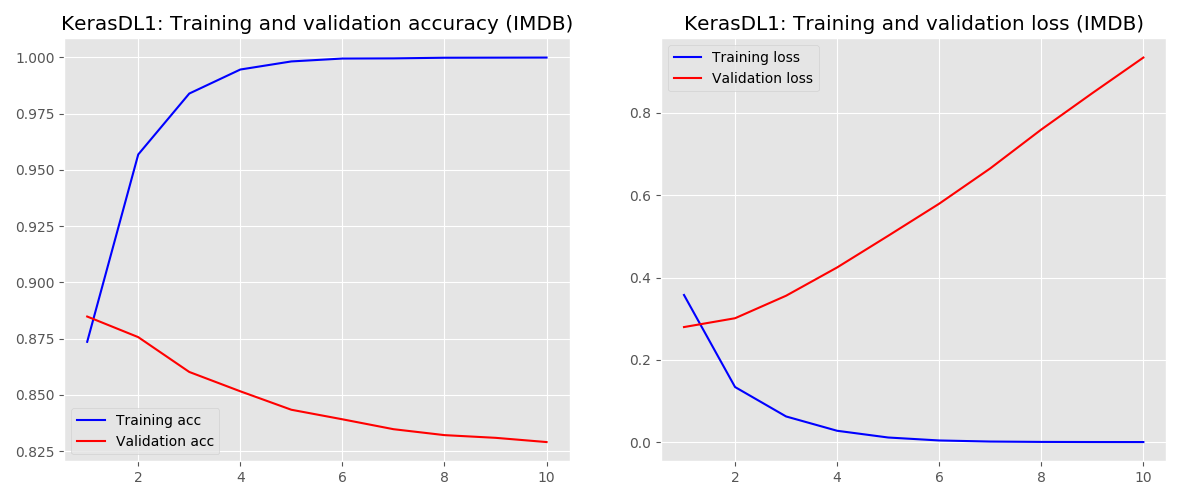 KerasDL1: Training and validation accuracy (IMDB)
1.000
0.975
0.950
0.925
0.900
0.875
0.850
0.825
Training acc
Validation acc
2 4 6 8 10
KerasDL1: Training and validation loss (IMDB)
Training loss
Validation loss
0.8
0.6
0.4
0.2
0.0
2 4 6 8 10